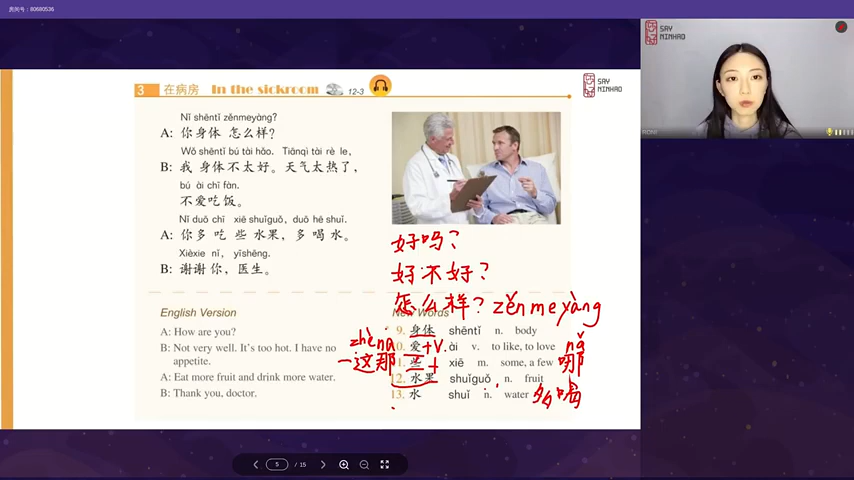 房间号：80680536
3 在病房 In the sickroom 12-3
SAY
NINHAO
Nǐ shēntǐ zěnmeyàng?
A: 你身体 怎么样?
Wǒ shēntǐ bú tài hǎo. Tiānqì tài rè le,
B: 我 身体不太好。天气太热了,
bú ài chī fàn.
不爱吃饭。
Nǐ duō chī xiē shuǐguǒ, duō hē shuǐ.
A: 你 多 吃 些 水果, 多 喝 水。
Xièxie nǐ, yīshēng.
B: 谢谢 你, 医生。
好吗?
好不好?
怎么样? zěnmeyàng
English Version
A: How are you?
B: Not very well. It's too hot. I have no
appetite.
A: Eat more fruit and drink more water.
B: Thank you, doctor.
New Words
9. 身体 shēntǐ n. body
0. 爱 +V. ài v. to like, to love
1. 些 + xiē m. some, a few
12. 水果 shuǐguǒ n. fruit
13. 水 shuǐ n. water
zhè nà
一这那
nǎ
哪
多喝
SAY
NINHAO
RONI
5 / 15